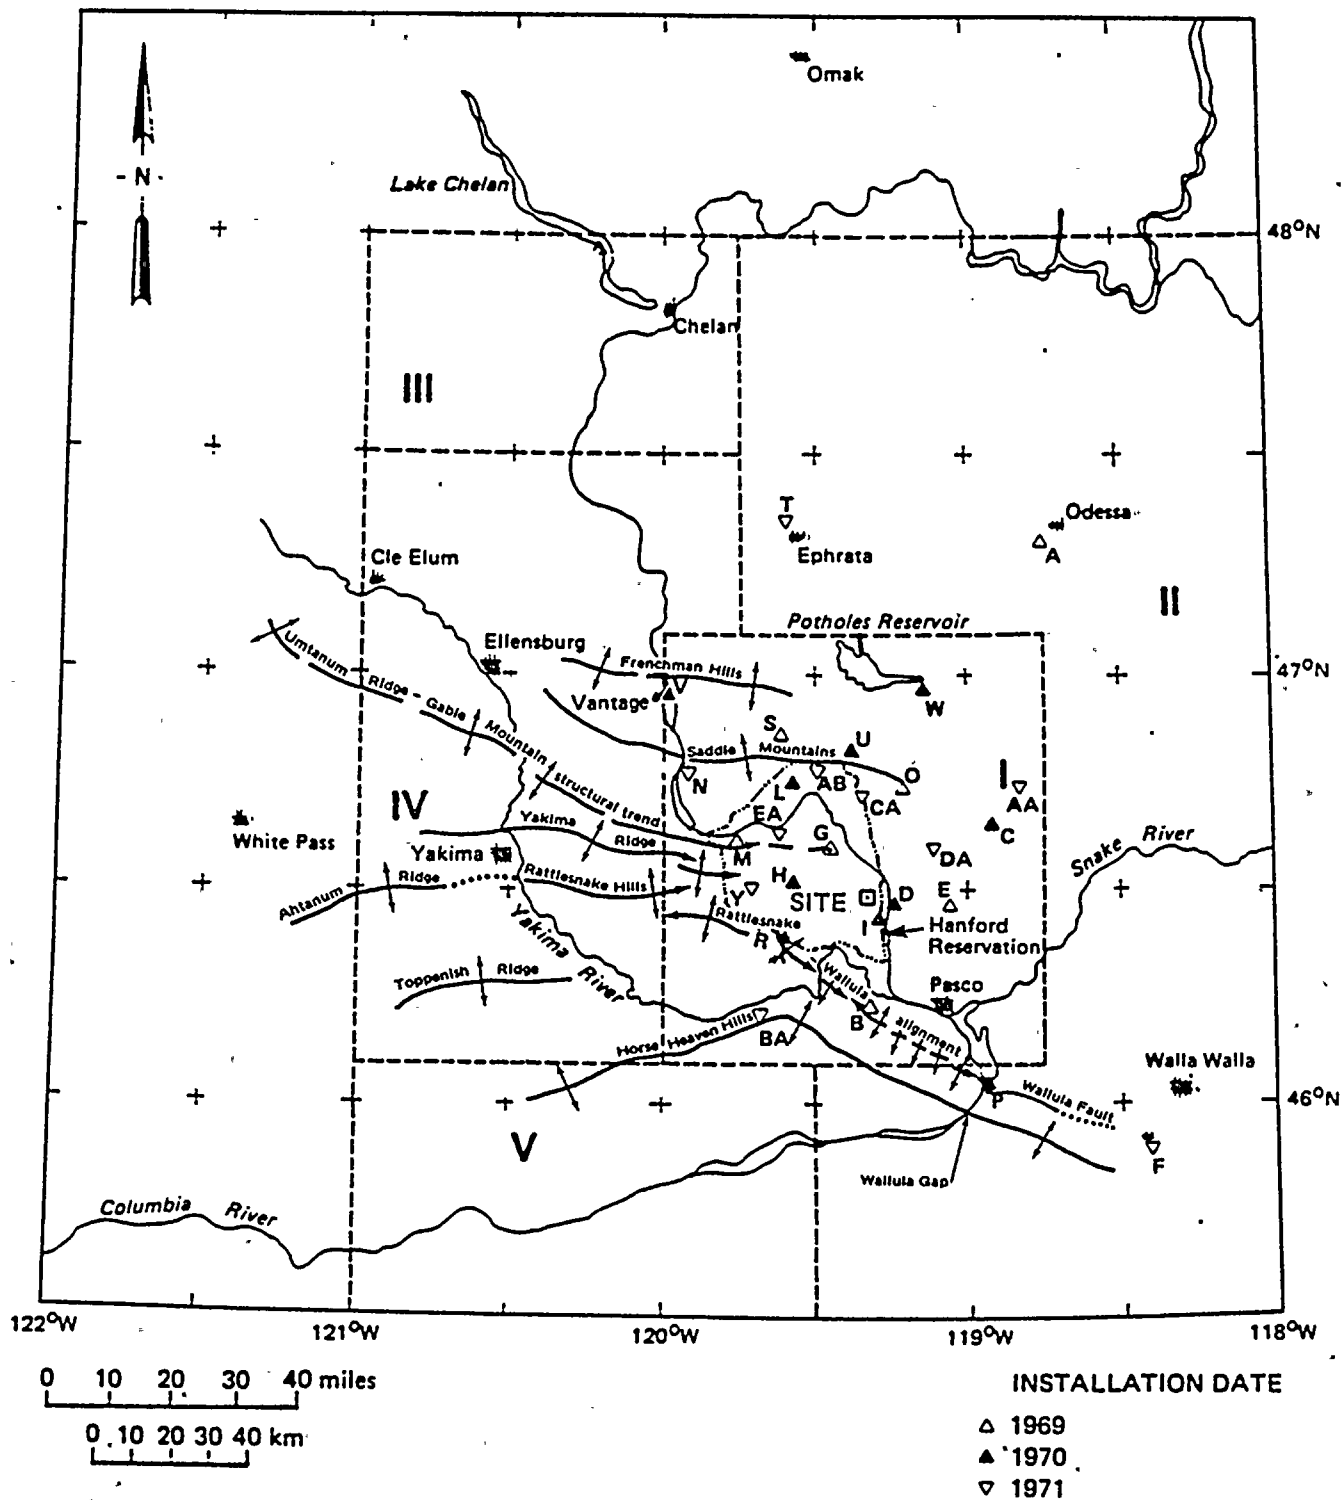 Omak
- N -
Lake Chelan
48°N
Chelan
III
T
Odessa
Ephrata
A
Cle Elum
II
Potholes Reservoir
Ellensburg
Umtanum Ridge - Gable Mountain structural trend
Frenchman Hills
47°N
Vantage
W
S
U
Saddle Mountains
O
N
L
AB
I
CA
AA
IV
EA
C
White Pass
Yakima Ridge
G
Snake River
M
Yakima
DA
H
Ahtanum Ridge
Rattlesnake Hills
Y
SITE
D
E
Rattlesnake
I
Hanford
Reservation
R
Yakima River
Toppenish Ridge
Wallula alignment
Pasco
B
Horse Heaven Hills
BA
Walla Walla
P
Wallula Fault
46°N
V
F
Wallula Gap
Columbia River
122°W
121°W
120°W
119°W
118°W
0 10 20 30 40 miles
0 10 20 30 40 km
INSTALLATION DATE
△ 1969
▲ 1970
▽ 1971